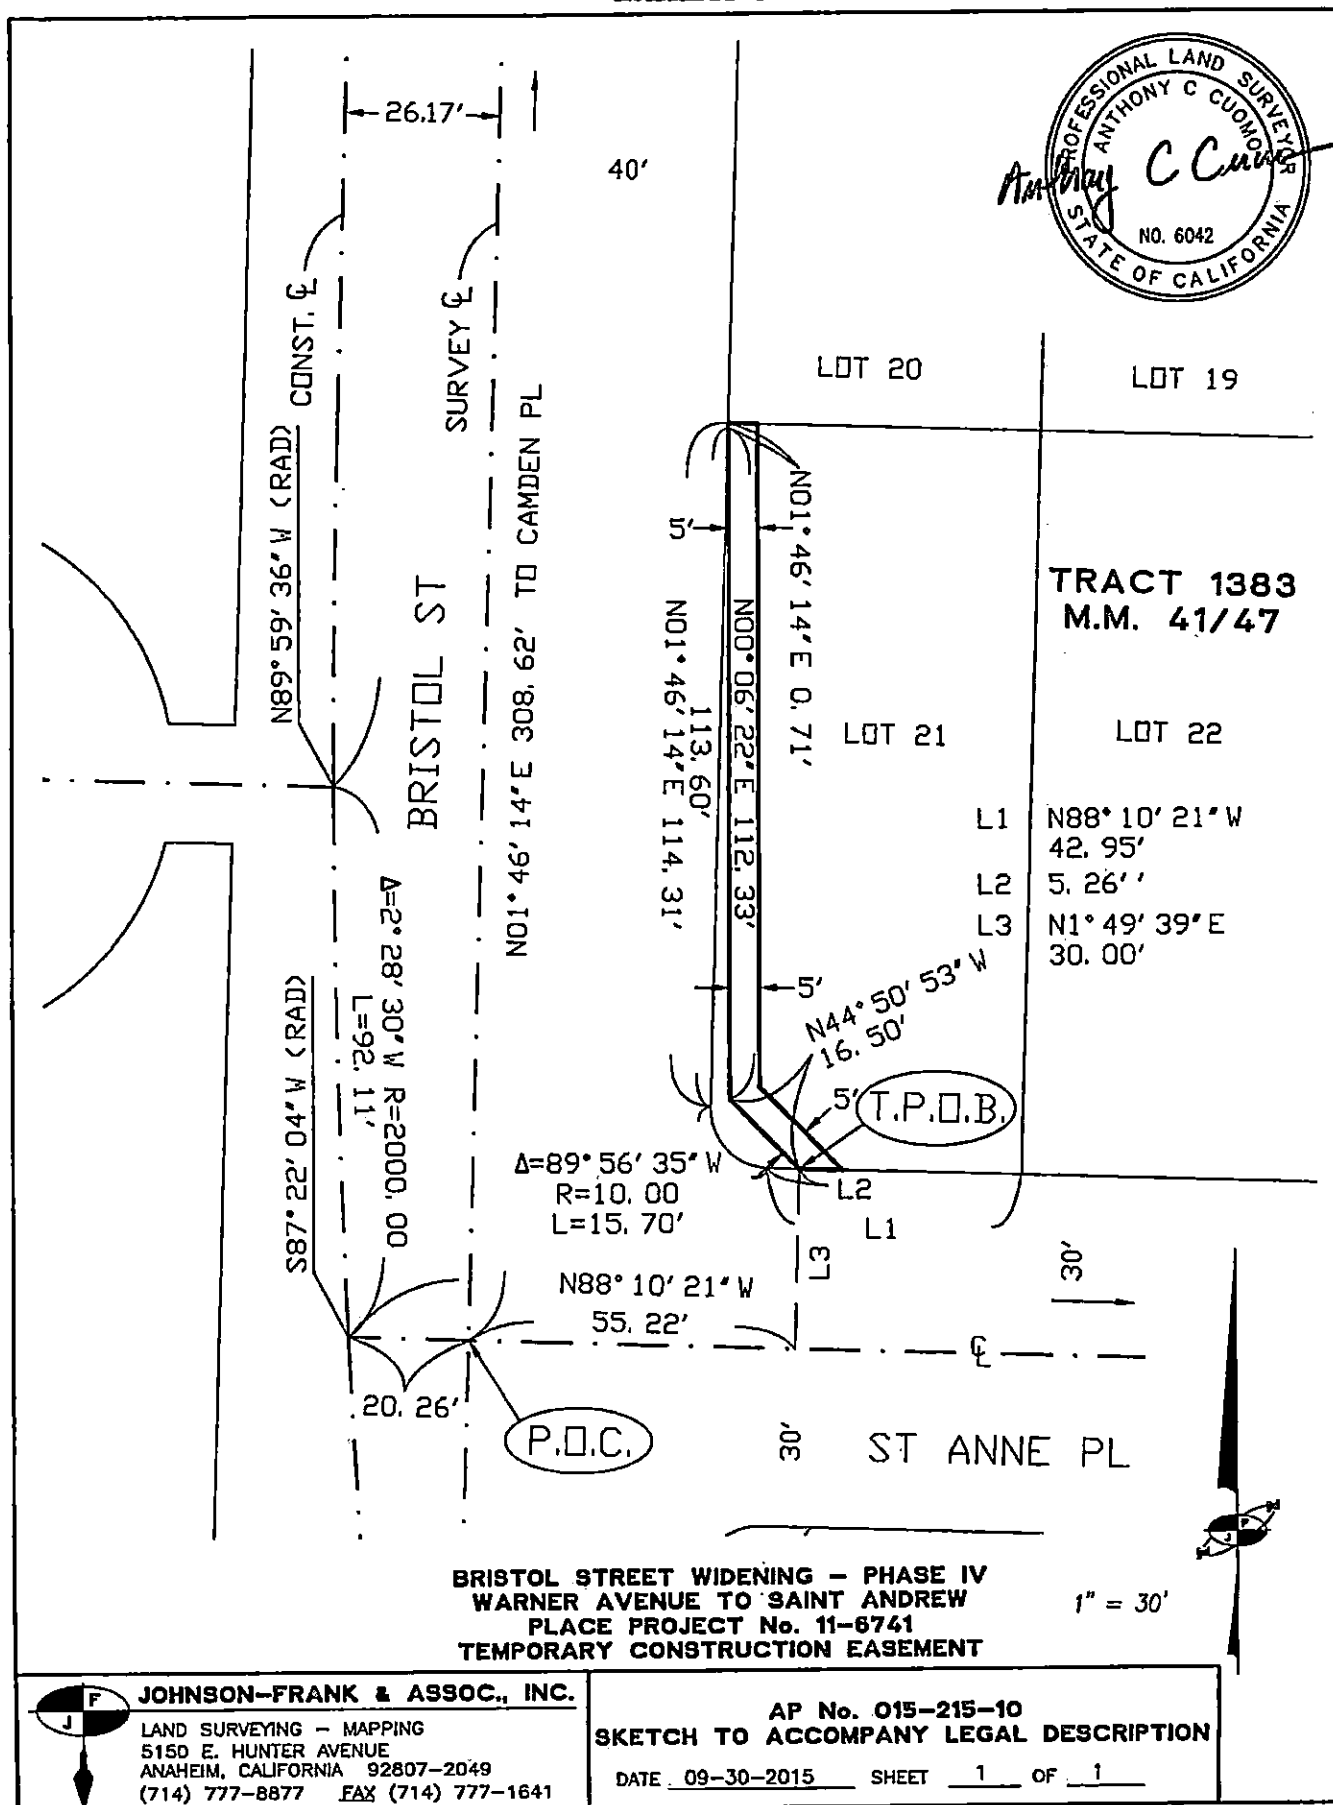 26.17'
40'
PROFESSIONAL LAND SURVEYOR
ANTHONY C CUOMO
NO. 6042
STATE OF CALIFORNIA
CONST. ℄
SURVEY ℄
LOT 20
LOT 19
N89°59'36"W (RAD)
BRISTOL ST
N01°46'14"E 308.62' TO CAMDEN PL
5'
N01°46'14"E 0.71'
N00°06'22"E 112.33'
113.60'
N01°46'14"E 114.31'
TRACT 1383
M.M. 41/47
LOT 21
LOT 22
L1 N88°10'21"W
42.95'
L2 5.26''
L3 N1°49'39"E
30.00'
Δ=2°28'30"W R=2000.00
L=92.11'
S87°22'04"W (RAD)
5'
N44°50'53"W
16.50'
5'
T.P.O.B.
Δ=89°56'35"W
R=10.00
L=15.70'
L2
L1
L3
30'
N88°10'21"W
55.22'
℄
20.26'
P.O.C.
30'
ST ANNE PL
BRISTOL STREET WIDENING – PHASE IV
WARNER AVENUE TO SAINT ANDREW
PLACE PROJECT No. 11-6741
TEMPORARY CONSTRUCTION EASEMENT
1" = 30'
F
J
F
J
JOHNSON-FRANK & ASSOC., INC.
LAND SURVEYING – MAPPING
5150 E. HUNTER AVENUE
ANAHEIM, CALIFORNIA 92807-2049
(714) 777-8877 FAX (714) 777-1641
AP No. 015-215-10
SKETCH TO ACCOMPANY LEGAL DESCRIPTION
DATE 09-30-2015 SHEET 1 OF 1